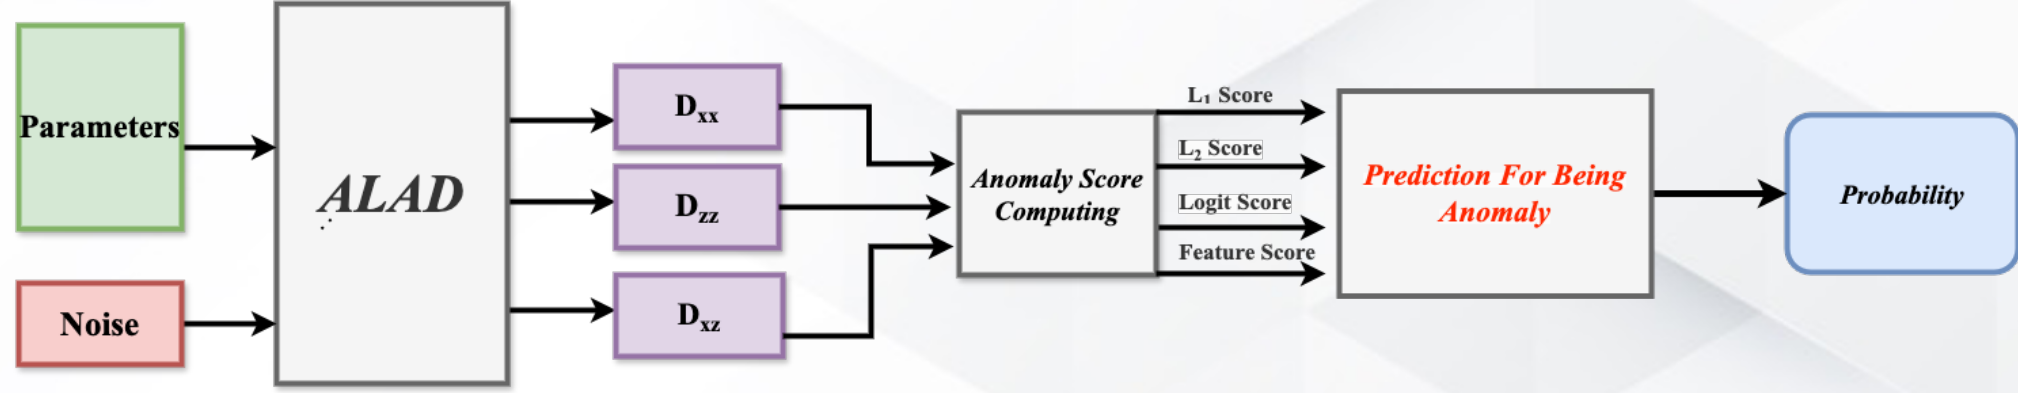 Parameters
Noise
ALAD
Dxx
Dzz
Dxz
Anomaly Score
Computing
L1 Score
L2 Score
Logit Score
Feature Score
Prediction For Being
Anomaly
Probability